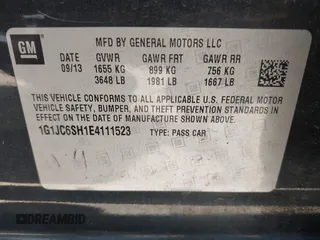 GM
MFD BY GENERAL MOTORS LLC
DATE GVWR GAWR FRT GAWR RR
09/13 1655 KG 899 KG 756 KG
3648 LB 1981 LB 1667 LB
THIS VEHICLE CONFORMS TO ALL APPLICABLE U.S. FEDERAL MOTOR
VEHICLE SAFETY, BUMPER, AND THEFT PREVENTION STANDARDS IN
EFFECT ON THE DATE OF MANUFACTURE SHOWN ABOVE.
1G1JC6SH1E4111523 TYPE: PASS CAR
DREAMBID